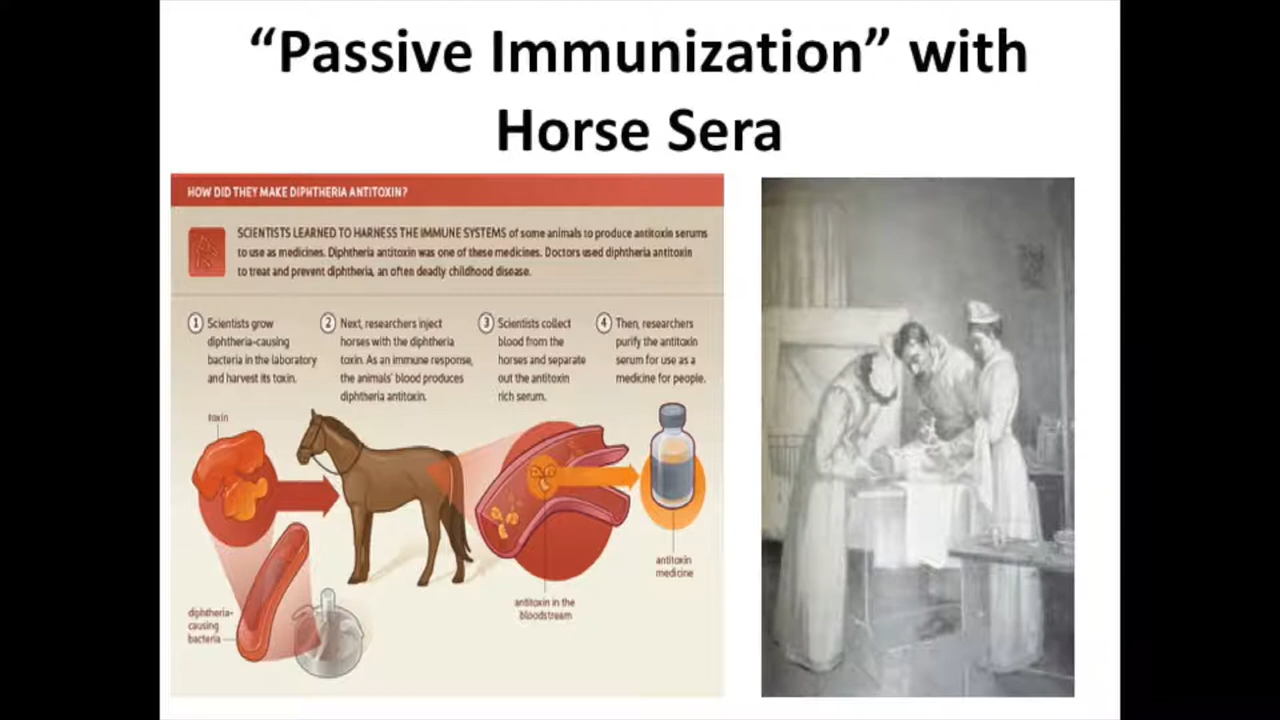 “Passive Immunization” with
Horse Sera
HOW DID THEY MAKE DIPHTHERIA ANTITOXIN?
SCIENTISTS LEARNED TO HARNESS THE IMMUNE SYSTEMS of some animals to produce antitoxin serums
to use as medicines. Diphtheria antitoxin was one of these medicines. Doctors used diphtheria antitoxin
to treat and prevent diphtheria, an often deadly childhood disease.
1 Scientists grow
diphtheria-causing
bacteria in the laboratory
and harvest its toxin.
2 Next, researchers inject
horses with the diphtheria
toxin. As an immune response,
the animals' blood produces
diphtheria antitoxin.
3 Scientists collect
blood from the
horses and separate
out the antitoxin
rich serum.
4 Then, researchers
purify the antitoxin
serum for use as a
medicine for people.
toxin
diphtheria-
causing
bacteria
antitoxin in the
bloodstream
antitoxin
medicine